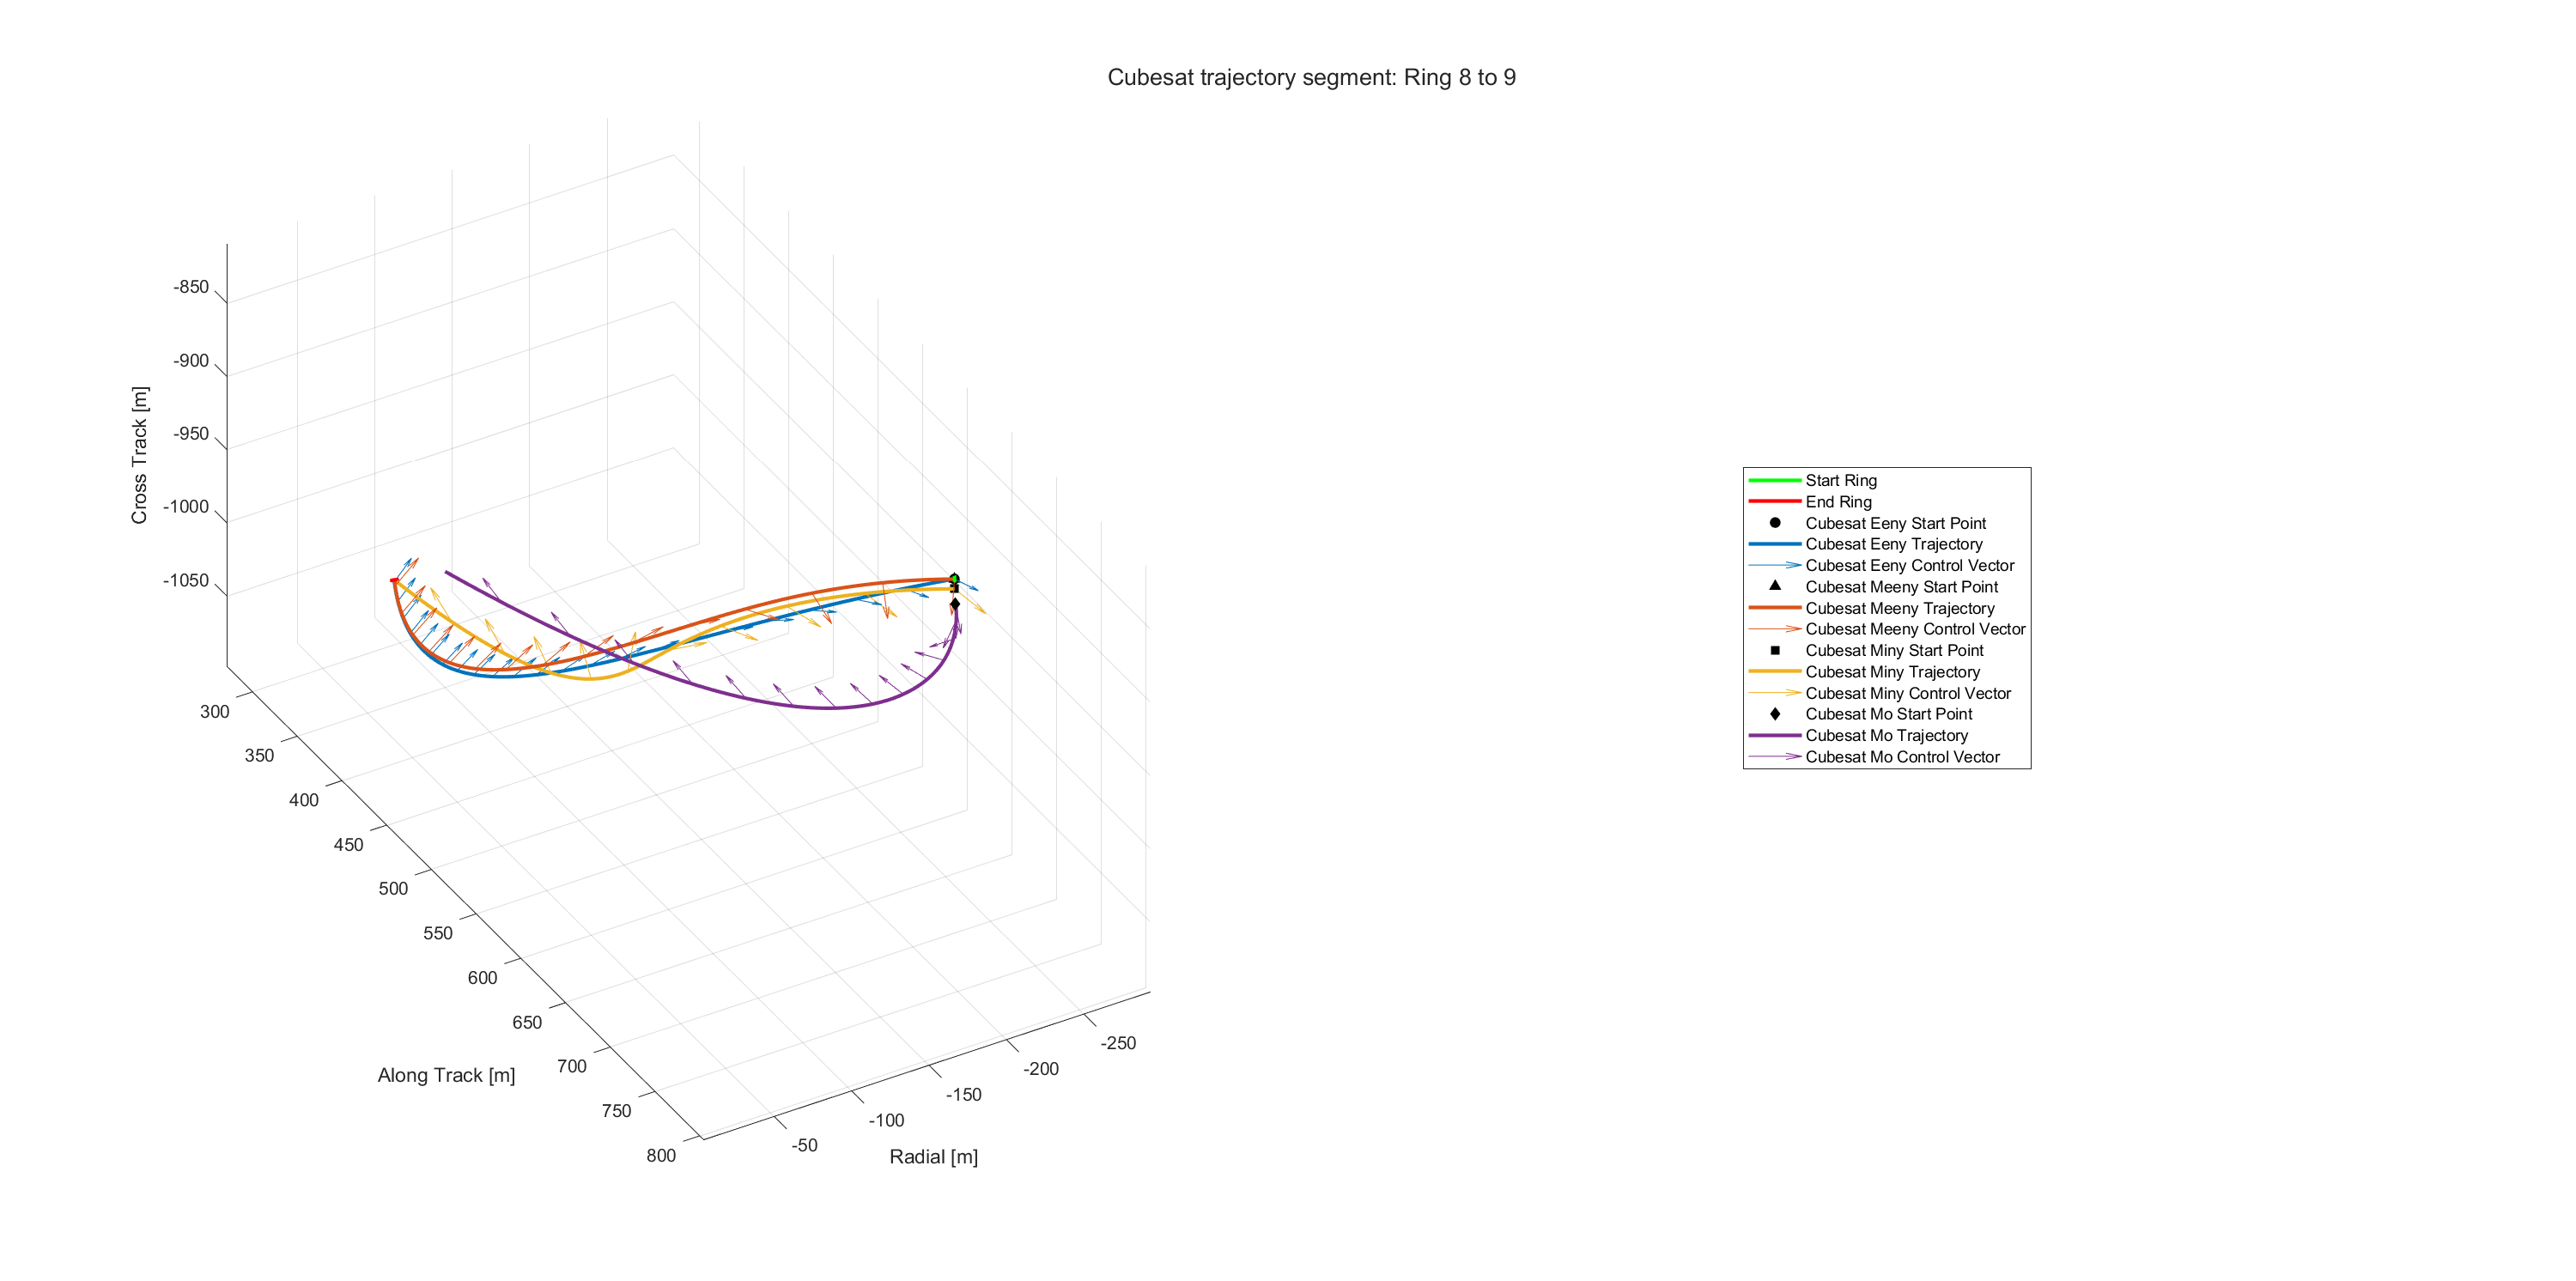 Cubesat trajectory segment: Ring 8 to 9
-850
-900
-950
-1000
-1050
Cross Track [m]
300
350
400
450
500
550
600
650
700
750
800
Along Track [m]
-50
-100
-150
-200
-250
Radial [m]
Start Ring
End Ring
Cubesat Eeny Start Point
Cubesat Eeny Trajectory
Cubesat Eeny Control Vector
Cubesat Meeny Start Point
Cubesat Meeny Trajectory
Cubesat Meeny Control Vector
Cubesat Miny Start Point
Cubesat Miny Trajectory
Cubesat Miny Control Vector
Cubesat Mo Start Point
Cubesat Mo Trajectory
Cubesat Mo Control Vector